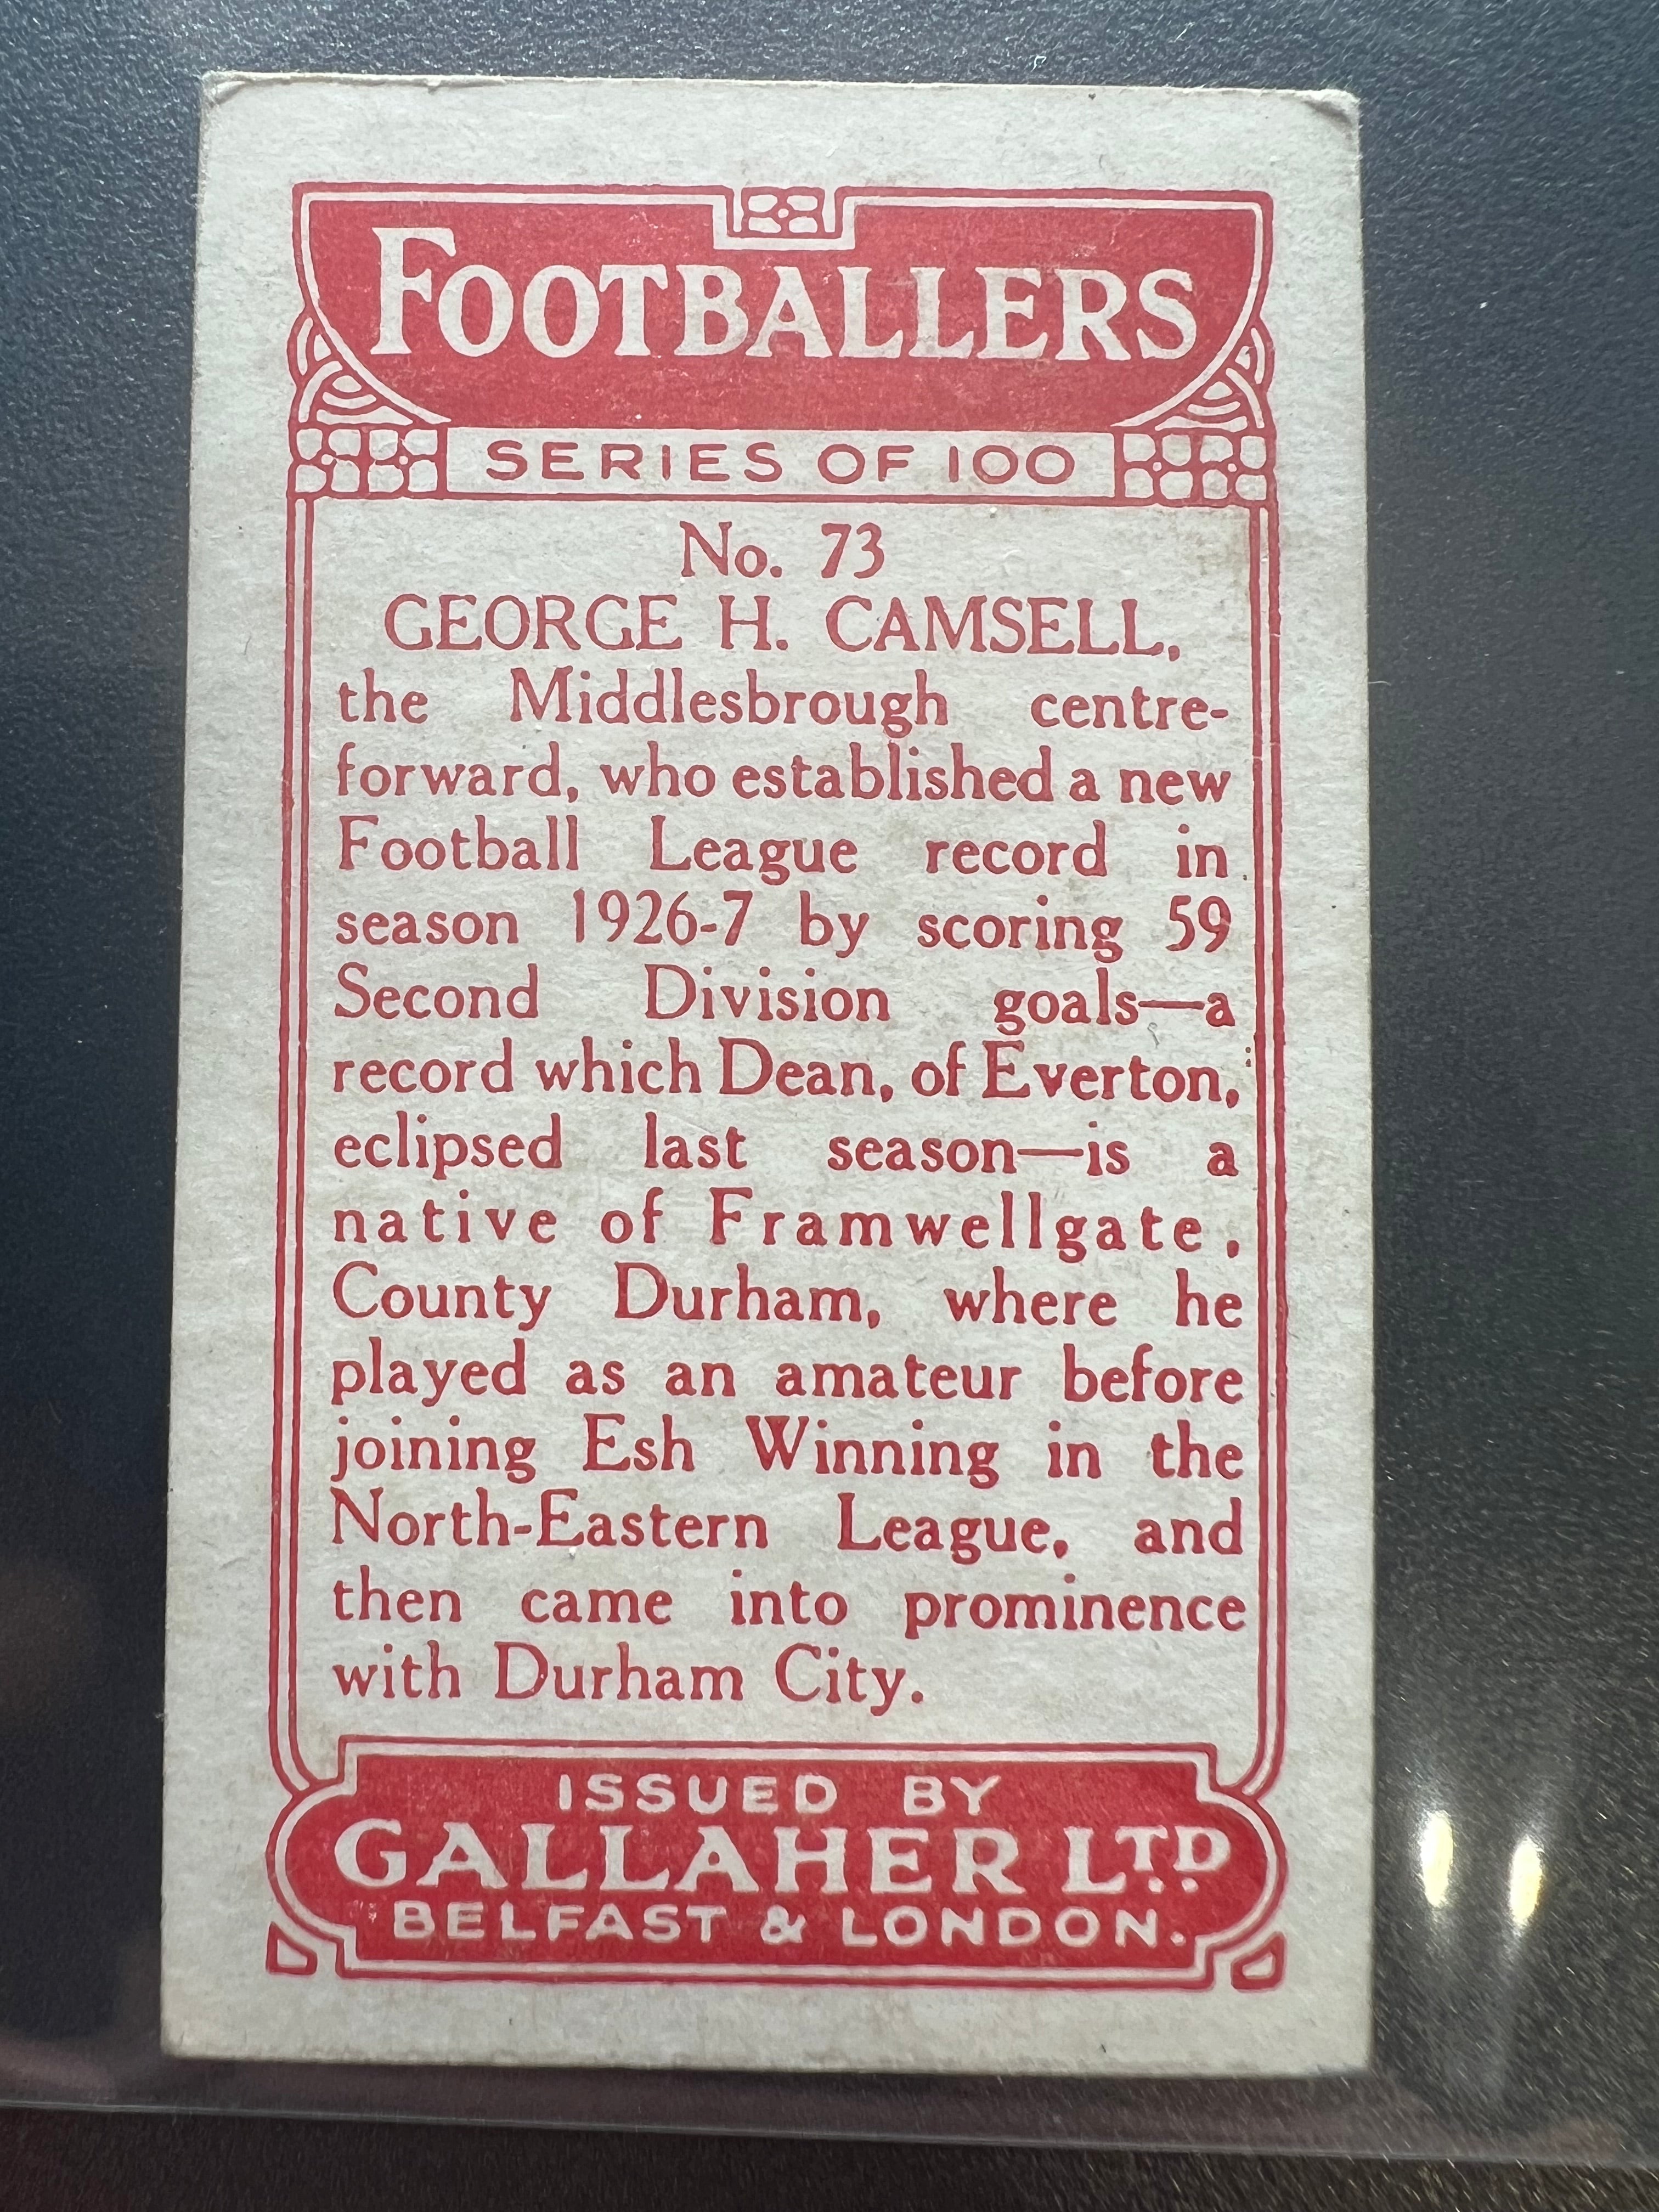 FOOTBALLERS
SERIES OF 100
No. 73
GEORGE H. CAMSELL,
the Middlesbrough centre-
forward, who established a new
Football League record in
season 1926-7 by scoring 59
Second Division goals—a
record which Dean, of Everton,
eclipsed last season—is a
native of Framwellgate,
County Durham, where he
played as an amateur before
joining Esh Winning in the
North-Eastern League, and
then came into prominence
with Durham City.
ISSUED BY
GALLAHER LTD.
BELFAST & LONDON.